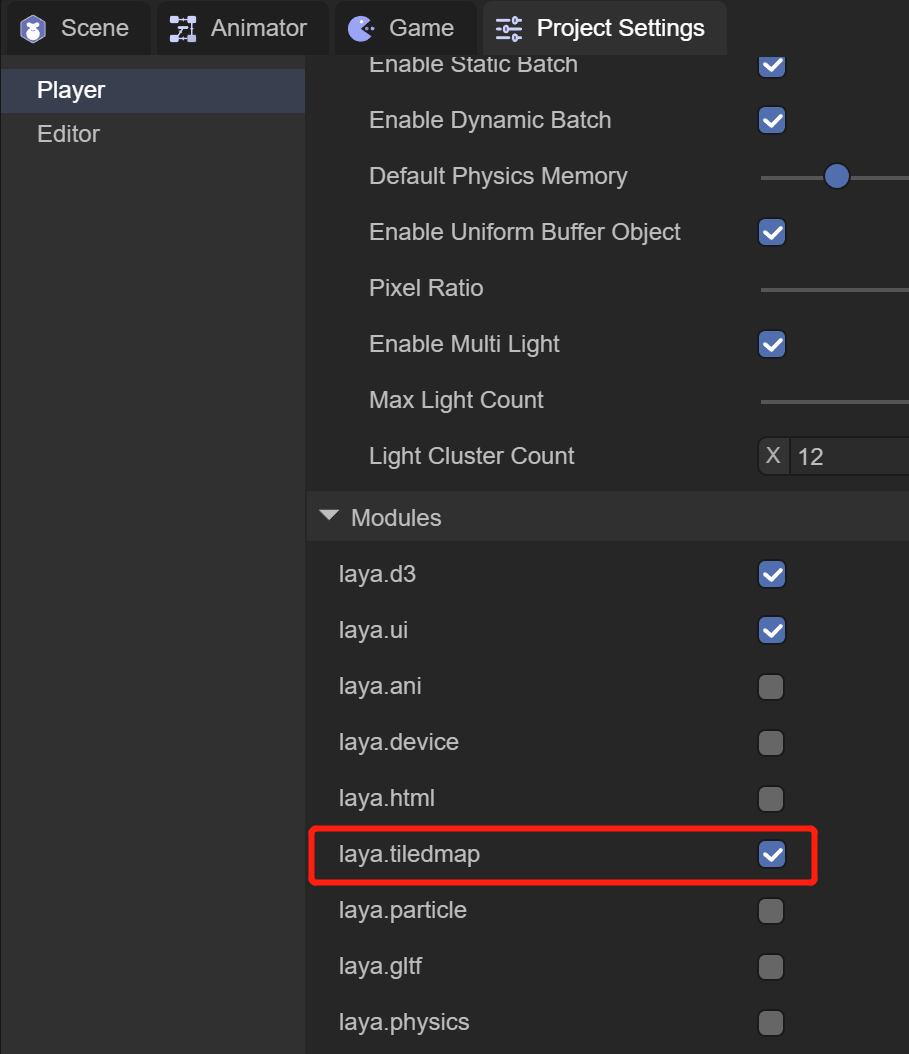 Scene Animator Game Project Settings
Player
Editor
Enable Static Batch
Enable Dynamic Batch
Default Physics Memory
Enable Uniform Buffer Object
Pixel Ratio
Enable Multi Light
Max Light Count
Light Cluster Count X 12
Modules
laya.d3
laya.ui
laya.ani
laya.device
laya.html
laya.tiledmap
laya.particle
laya.gltf
laya.physics